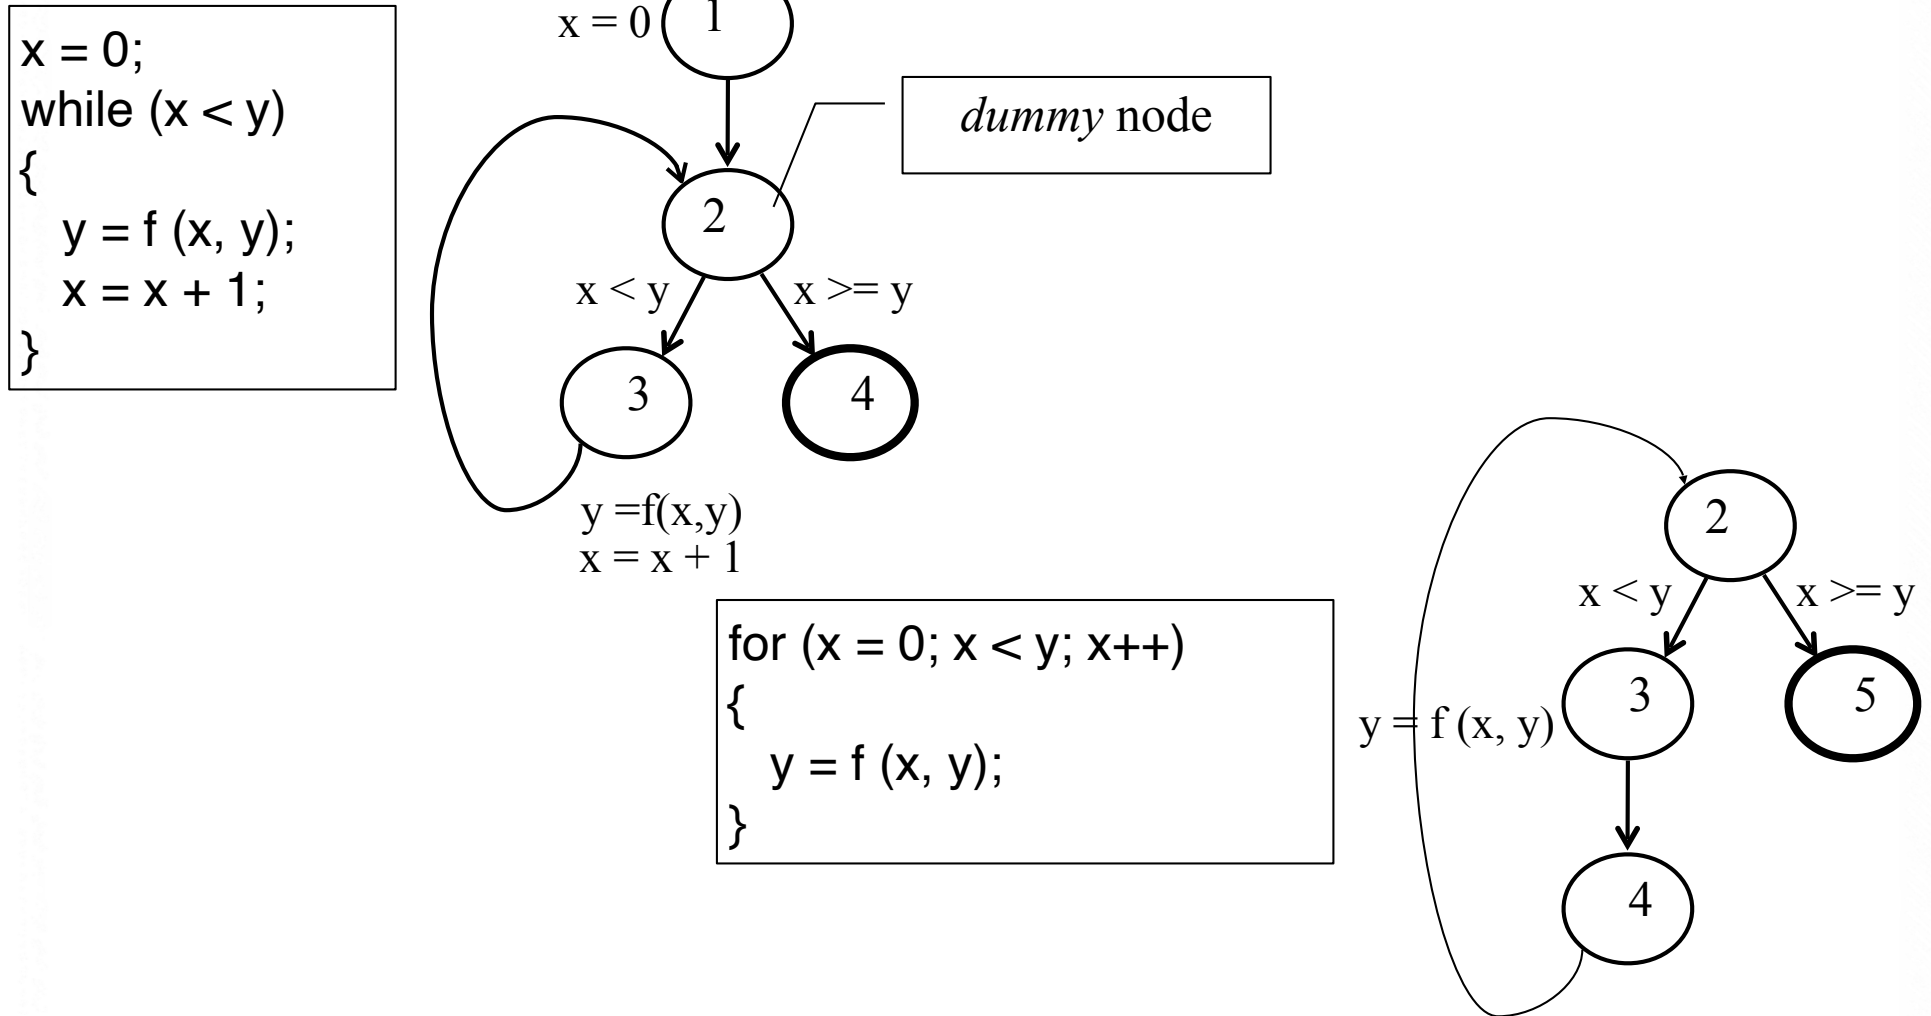 x = 0;
while (x < y)
{
y = f (x, y);
x = x + 1;
}
x = 0
1
dummy node
2
x < y
x >= y
3
4
y =f(x,y)
x = x + 1
for (x = 0; x < y; x++)
{
y = f (x, y);
}
2
x < y
x >= y
3
5
y = f (x, y)
4